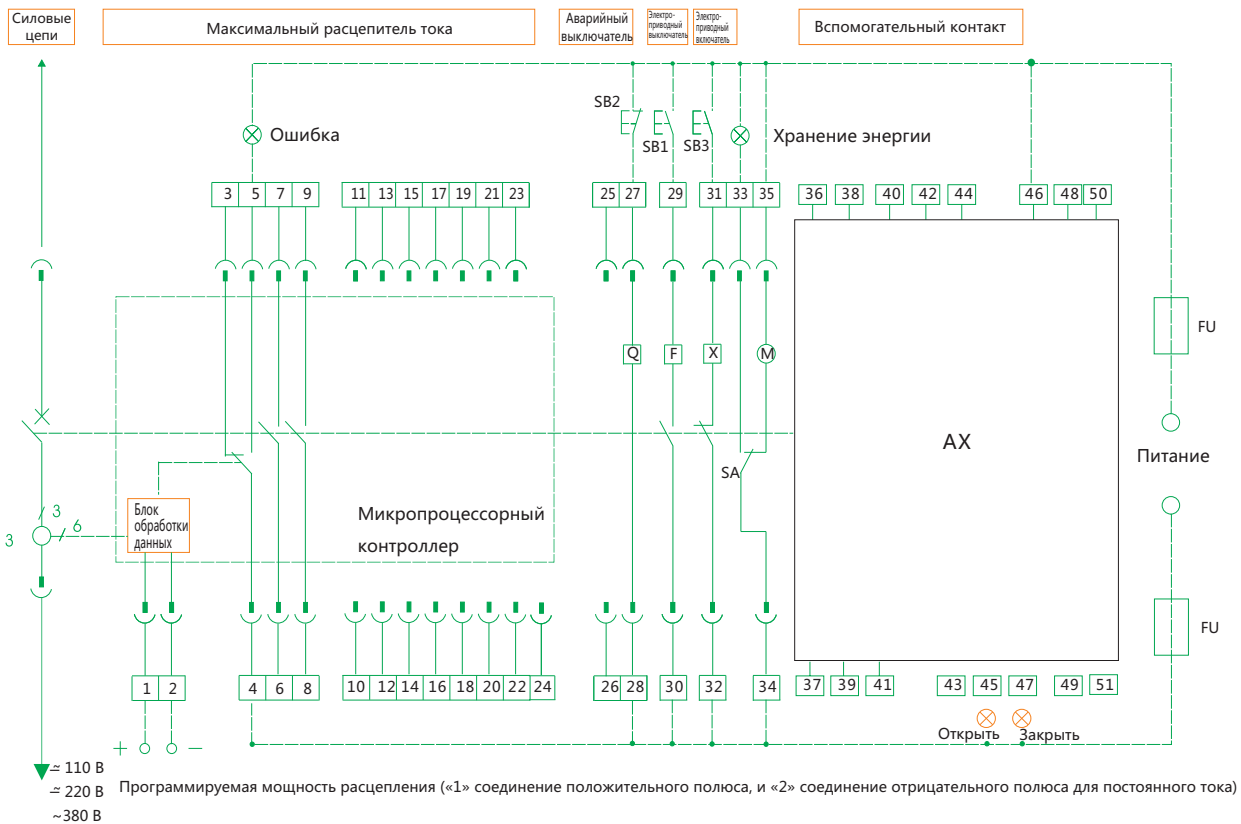 Силовые
цепи
Максимальный расцепитель тока
Аварийный
выключатель
Электро-
приводный
выключатель
Электро-
приводный
включатель
Вспомогательный контакт
SB2
SB1
SB3
Ошибка
Хранение энергии
3 5 7 9 11 13 15 17 19 21 23 25 27 29 31 33 35 36 38 40 42 44 46 48 50
FU
Q F X M
AX
Питание
SA
3
6
3
Блок
обработки
данных
Микропроцессорный
контроллер
FU
1 2 4 6 8 10 12 14 16 18 20 22 24 26 28 30 32 34 37 39 41 43 45 47 49 51
+ −
Открыть Закрыть
≂ 110 В
≂ 220 В
~380 В
Программируемая мощность расцепления («1» соединение положительного полюса, и «2» соединение отрицательного полюса для постоянного тока)